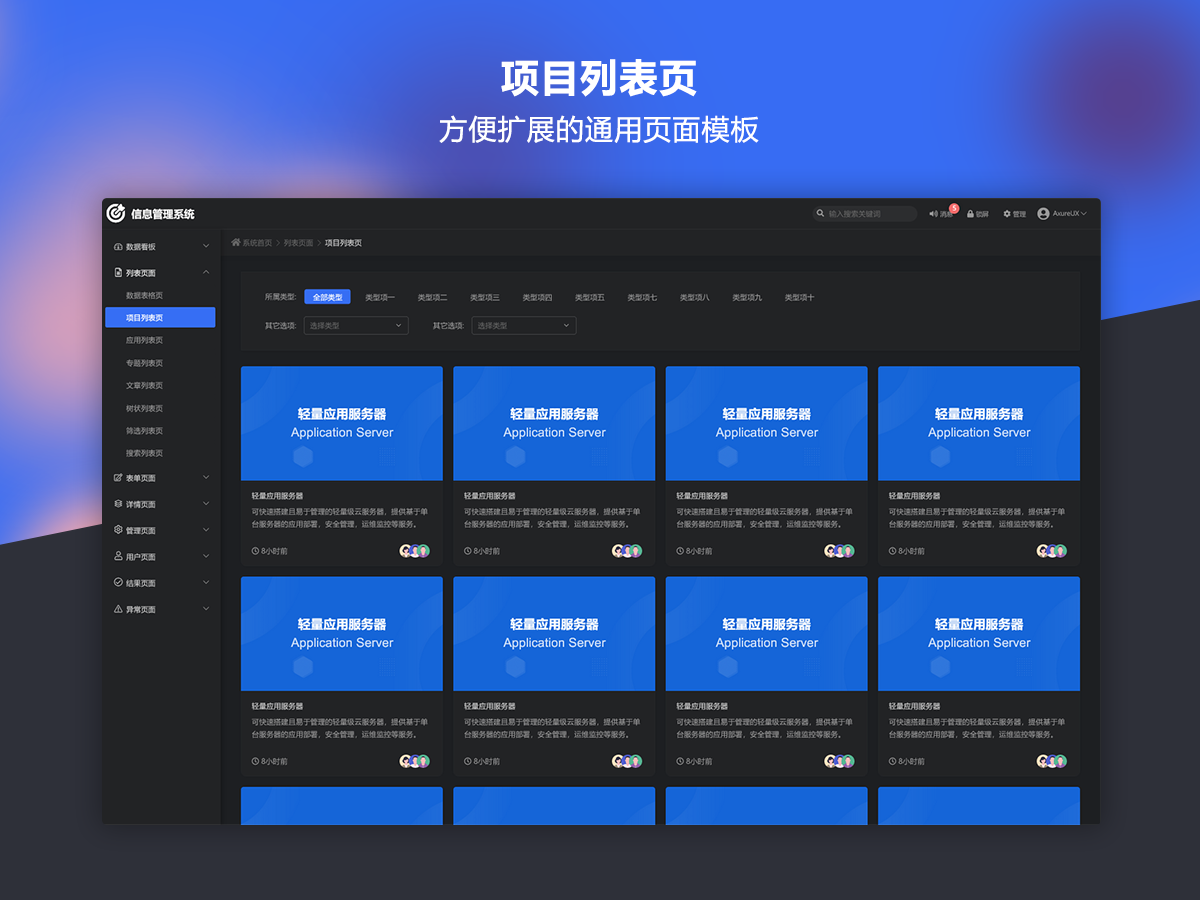 项目列表页
方便扩展的通用页面模板
信息管理系统
输入搜索关键词
消息
5
锁屏
管理
AxureUX
数据看板
列表页面
数据表格页
项目列表页
应用列表页
专题列表页
文章列表页
树状列表页
筛选列表页
搜索列表页
表单页面
详情页面
管理页面
用户页面
结果页面
异常页面
系统首页 > 列表页面 > 项目列表页
所属类型: 全部类型 类型项一 类型项二 类型项三 类型项四 类型项五 类型项七 类型项八 类型项九 类型项十
其它选项: 选择类型 其它选项: 选择类型
轻量应用服务器
Application Server
轻量应用服务器
可快速搭建且易于管理的轻量级云服务器，提供基于单
台服务器的应用部署，安全管理，运维监控等服务。
8小时前
轻量应用服务器
Application Server
轻量应用服务器
可快速搭建且易于管理的轻量级云服务器，提供基于单
台服务器的应用部署，安全管理，运维监控等服务。
8小时前
轻量应用服务器
Application Server
轻量应用服务器
可快速搭建且易于管理的轻量级云服务器，提供基于单
台服务器的应用部署，安全管理，运维监控等服务。
8小时前
轻量应用服务器
Application Server
轻量应用服务器
可快速搭建且易于管理的轻量级云服务器，提供基于单
台服务器的应用部署，安全管理，运维监控等服务。
8小时前
轻量应用服务器
Application Server
轻量应用服务器
可快速搭建且易于管理的轻量级云服务器，提供基于单
台服务器的应用部署，安全管理，运维监控等服务。
8小时前
轻量应用服务器
Application Server
轻量应用服务器
可快速搭建且易于管理的轻量级云服务器，提供基于单
台服务器的应用部署，安全管理，运维监控等服务。
8小时前
轻量应用服务器
Application Server
轻量应用服务器
可快速搭建且易于管理的轻量级云服务器，提供基于单
台服务器的应用部署，安全管理，运维监控等服务。
8小时前
轻量应用服务器
Application Server
轻量应用服务器
可快速搭建且易于管理的轻量级云服务器，提供基于单
台服务器的应用部署，安全管理，运维监控等服务。
8小时前